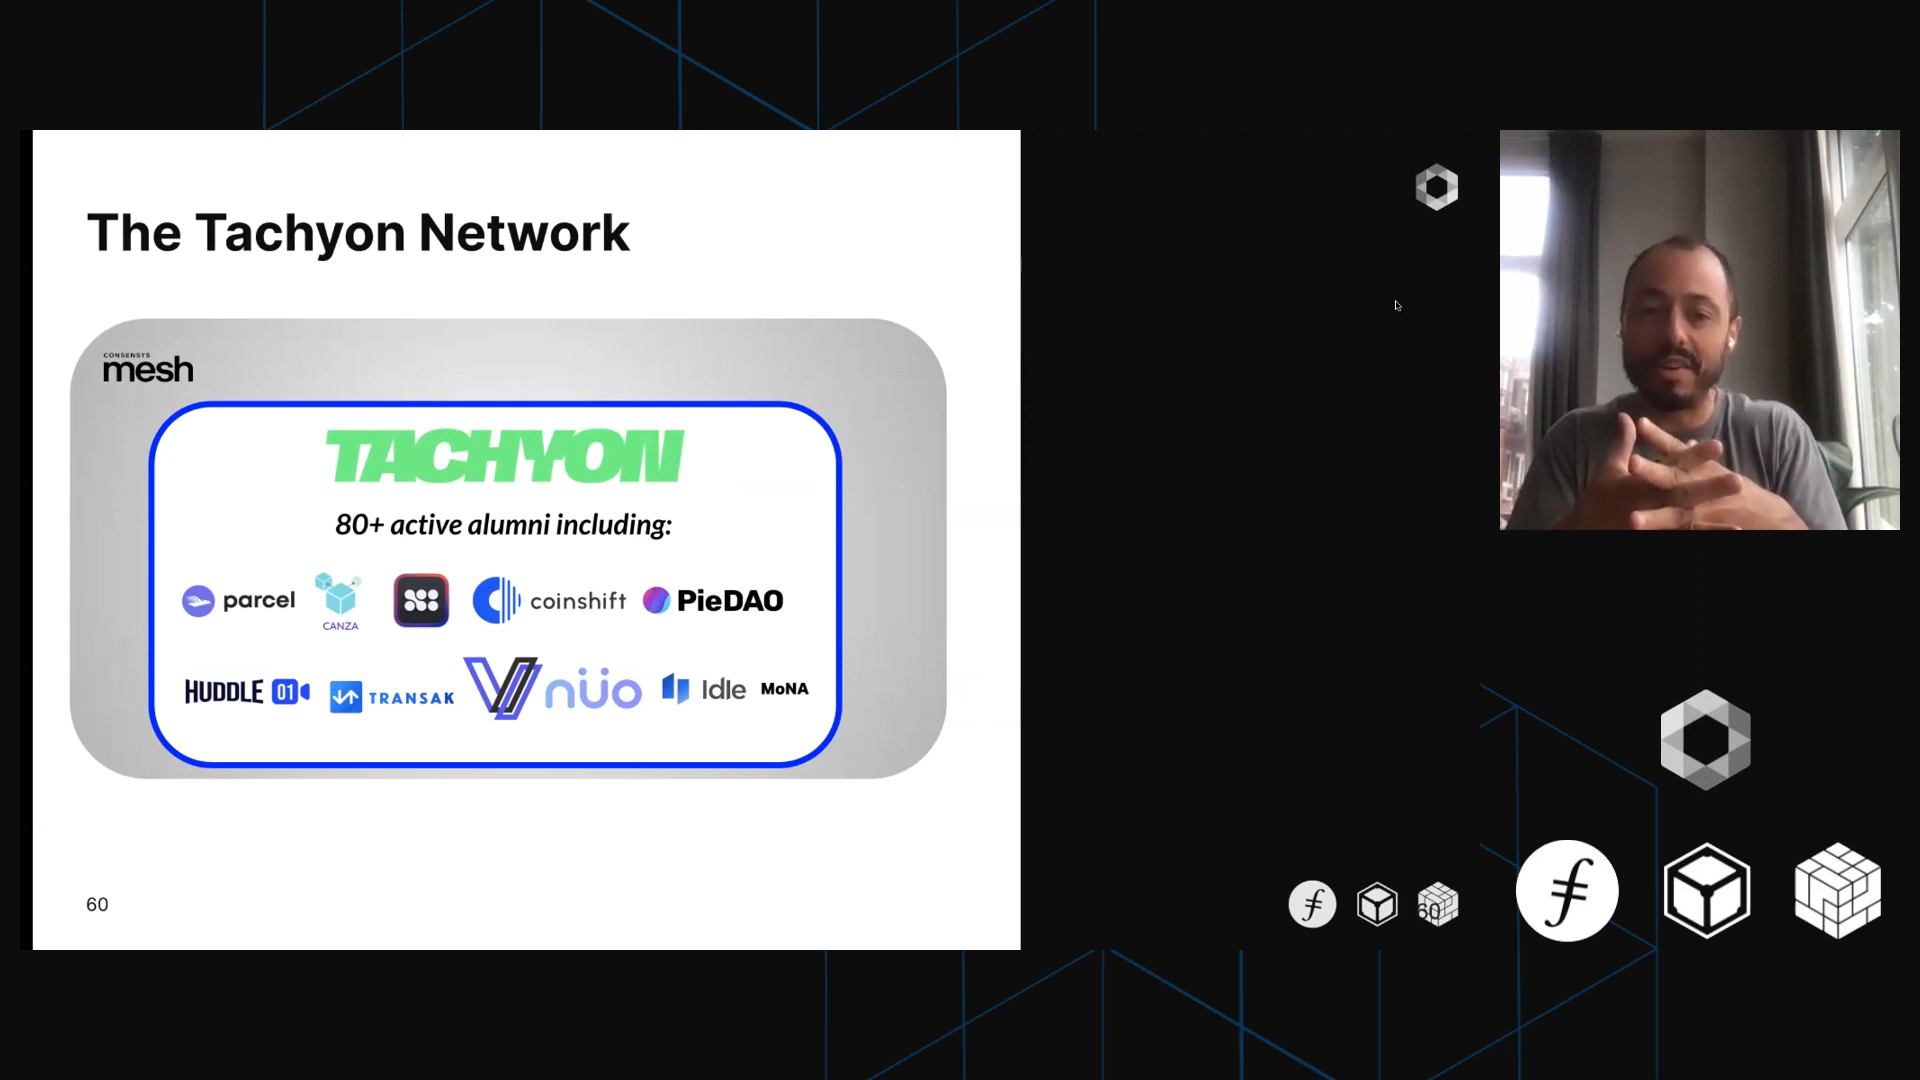 The Tachyon Network
CONSENSYS
mesh
TACHYON
80+ active alumni including:
parcel
CANZA
coinshift
PieDAO
HUDDLE 01
TRANSAK
nüo
Idle
MoNA
60
60